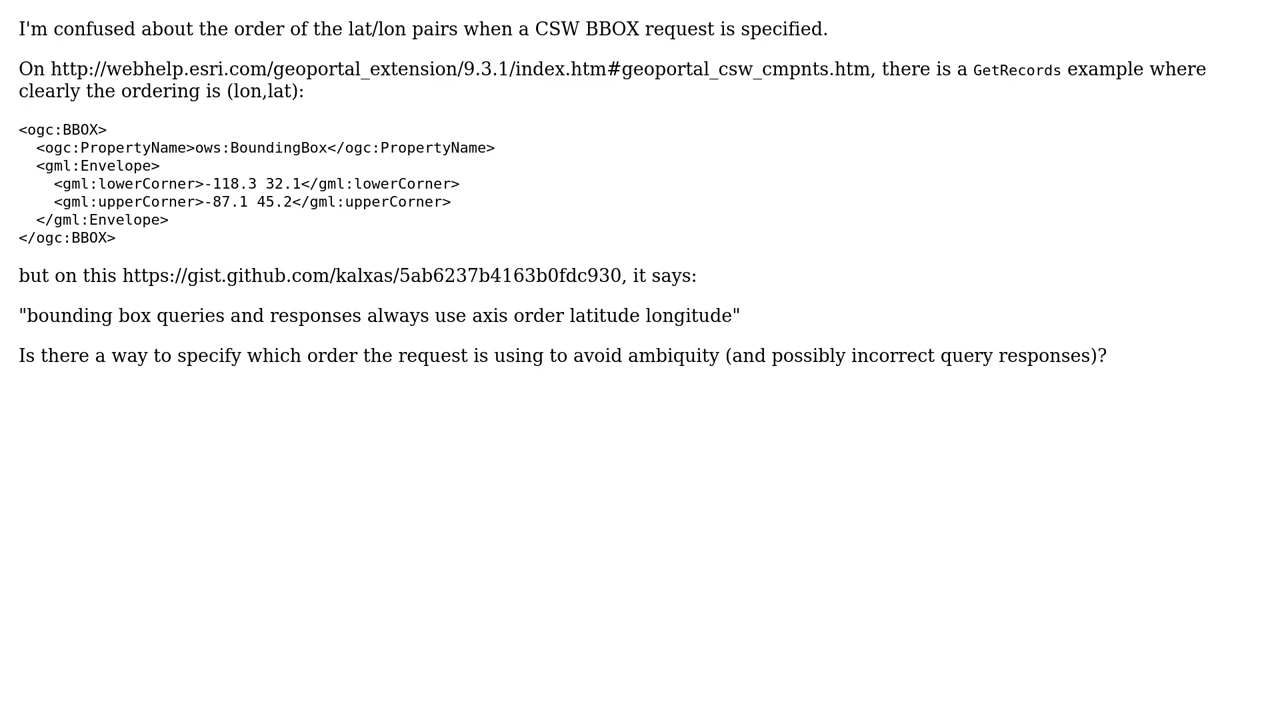 I'm confused about the order of the lat/lon pairs when a CSW BBOX request is specified.
On http://webhelp.esri.com/geoportal_extension/9.3.1/index.htm#geoportal_csw_cmpnts.htm, there is a GetRecords example where
clearly the ordering is (lon,lat):
<ogc:BBOX>
  <ogc:PropertyName>ows:BoundingBox</ogc:PropertyName>
  <gml:Envelope>
    <gml:lowerCorner>-118.3 32.1</gml:lowerCorner>
    <gml:upperCorner>-87.1 45.2</gml:upperCorner>
  </gml:Envelope>
</ogc:BBOX>
but on this https://gist.github.com/kalxas/5ab6237b4163b0fdc930, it says:
"bounding box queries and responses always use axis order latitude longitude"
Is there a way to specify which order the request is using to avoid ambiquity (and possibly incorrect query responses)?